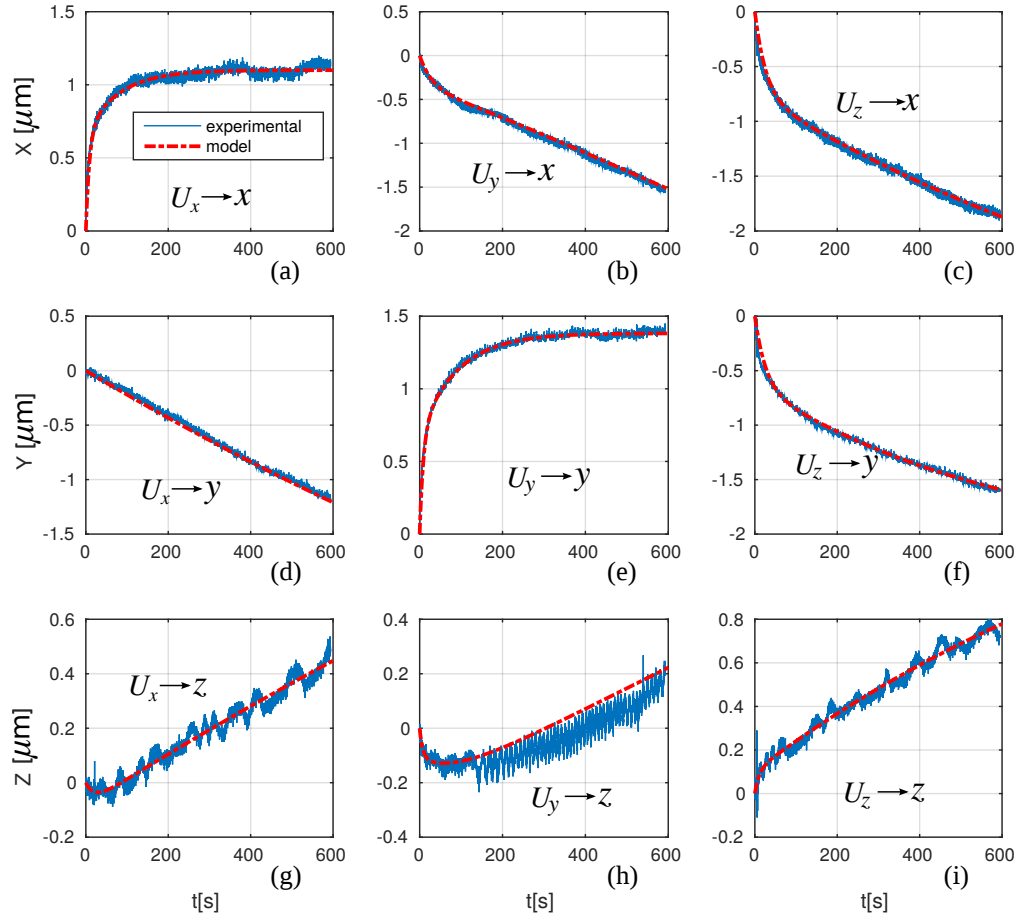 1.5
1
0.5
0
0 200 400 600
X [μm]
experimental
model
Uₓ→x
(a)
0.5
0
-0.5
-1
-1.5
-2
0 200 400 600
U_y→x
(b)
0
-0.5
-1
-1.5
-2
0 200 400 600
U_z→x
(c)
0.5
0
-0.5
-1
-1.5
0 200 400 600
Y [μm]
Uₓ→y
(d)
1.5
1
0.5
0
0 200 400 600
U_y→y
(e)
0
-0.5
-1
-1.5
-2
0 200 400 600
U_z→y
(f)
0.6
0.4
0.2
0
-0.2
0 200 400 600
Z [μm]
Uₓ→z
(g)
t[s]
0.4
0.2
0
-0.2
0.4
0 200 400 600
U_y→z
(h)
t[s]
0.8
0.6
0.4
0.2
0
-0.2
0 200 400 600
U_z→z
(i)
t[s]